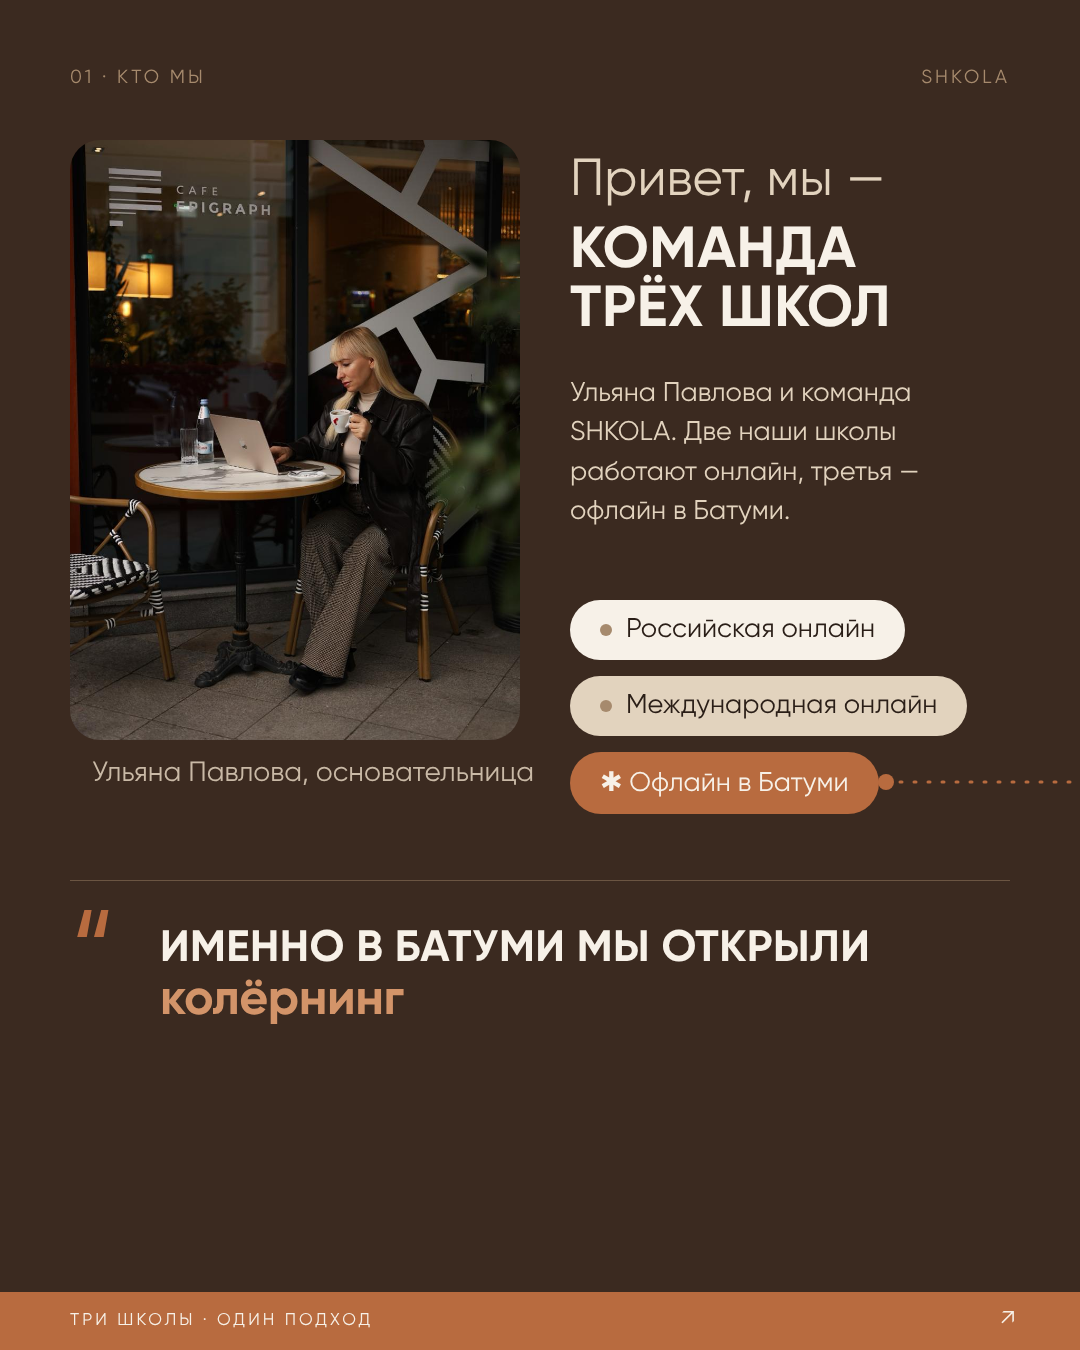 01 · КТО МЫ
SHKOLA
CAFE
EPIGRAPH
Привет, мы —
КОМАНДА
ТРЁХ ШКОЛ
Ульяна Павлова и команда
SHKOLA. Две наши школы
работают онлайн, третья —
офлайн в Батуми.
Российская онлайн
Международная онлайн
✱ Офлайн в Батуми
Ульяна Павлова, основательница
"
ИМЕННО В БАТУМИ МЫ ОТКРЫЛИ
колёрнинг
ТРИ ШКОЛЫ · ОДИН ПОДХОД